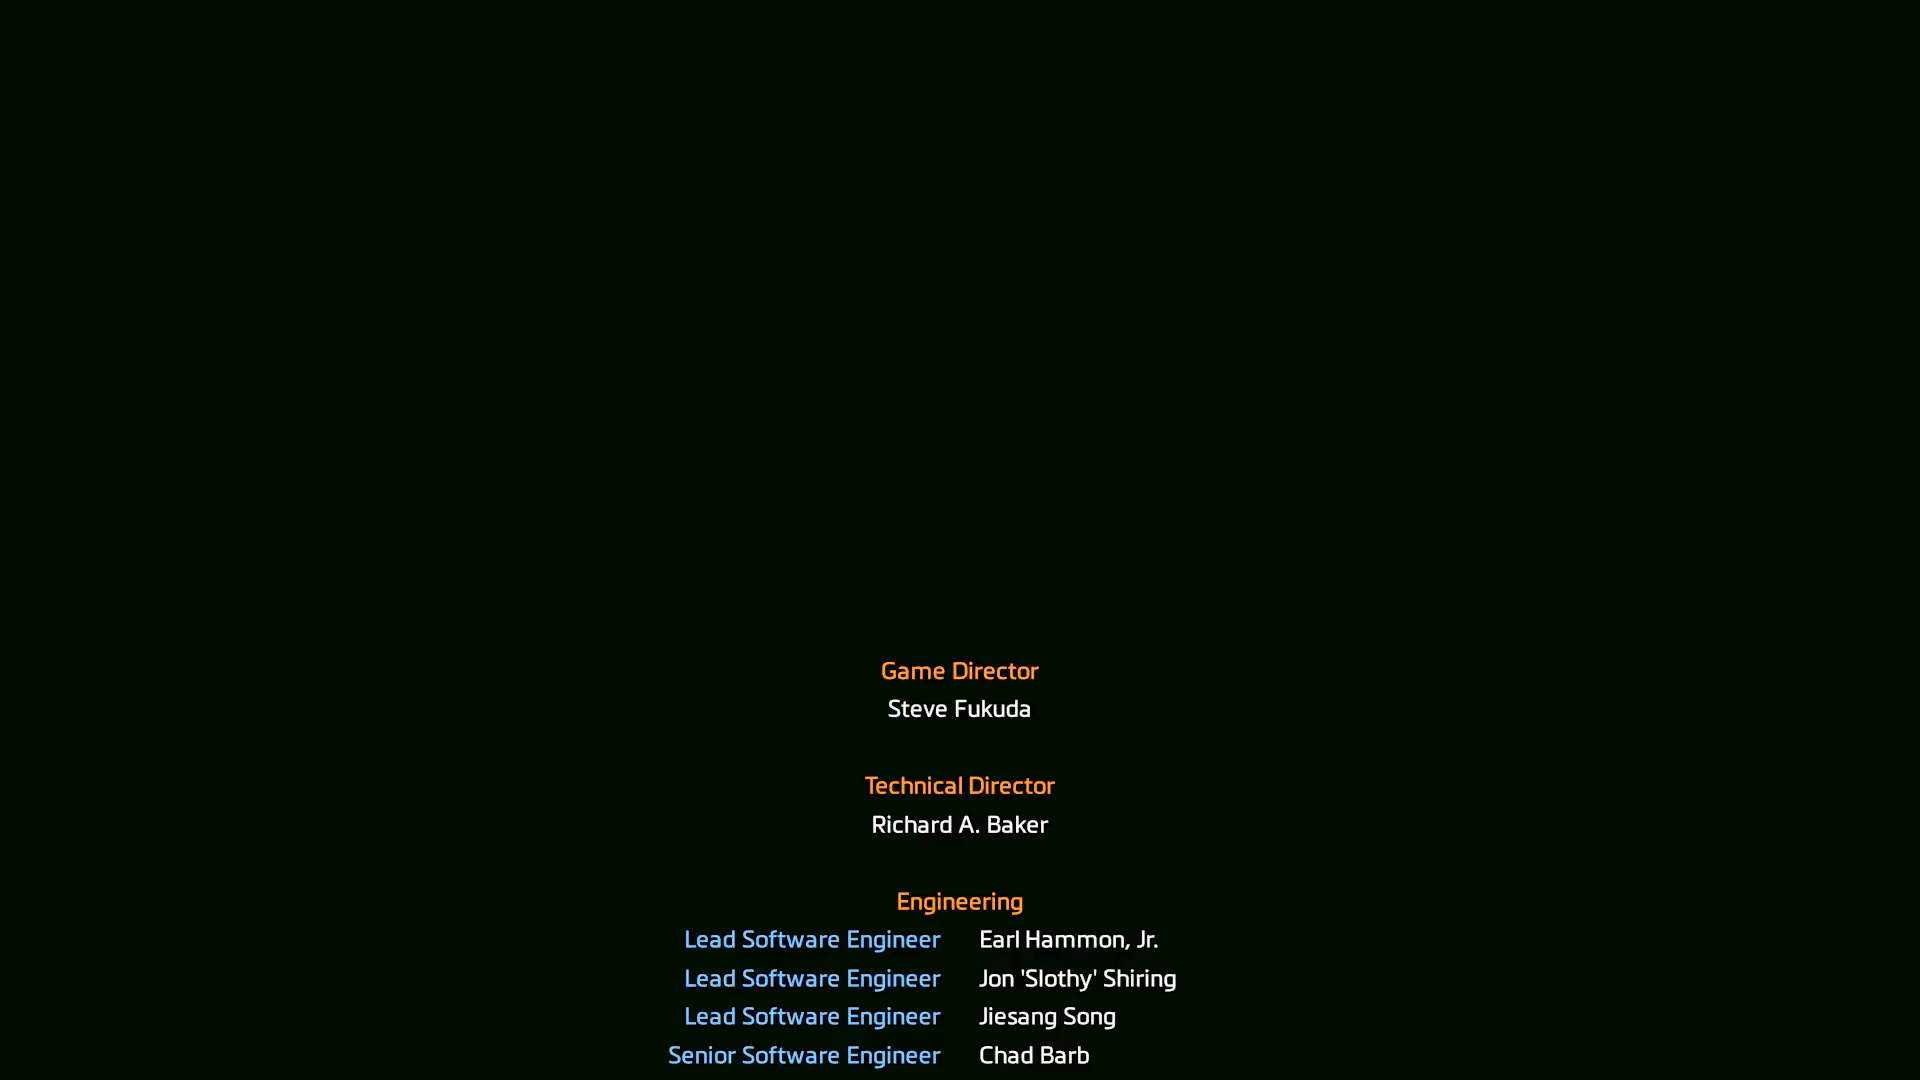 Game Director
Steve Fukuda
Technical Director
Richard A. Baker
Engineering
Lead Software Engineer Earl Hammon, Jr.
Lead Software Engineer Jon 'Slothy' Shiring
Lead Software Engineer Jiesang Song
Senior Software Engineer Chad Barb